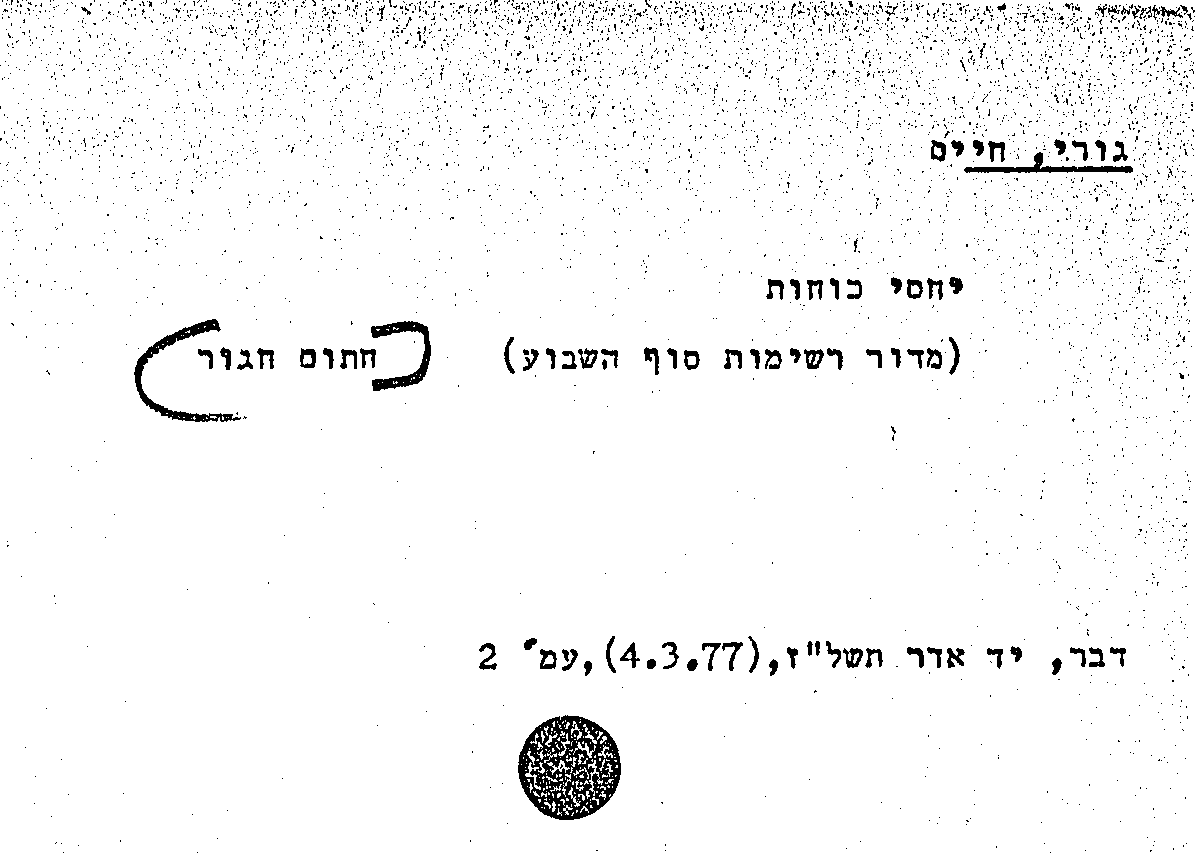 גורי, חיים
יחסי כוחות
(מדור רשימות סוף השבוע) חתום חגור
דבר, יד אדר תשל"ז,(4.3.77),עמ' 2